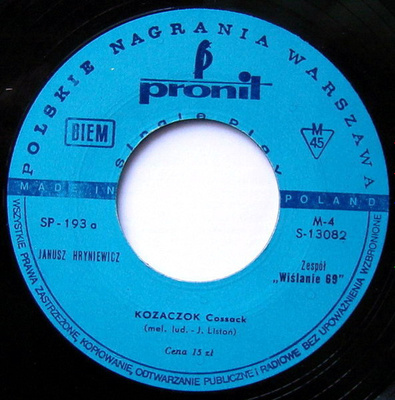 POLSKIE NAGRANIA WARSZAWA
pronit
BIEM
Single Play
M
45
MADE IN POLAND
SP-193 a
M-4
S-13082
JANUSZ HRYNIEWICZ
Zespół
„Wiślanie 69"
KOZACZOK Cossack
(mel. lud. - J. Liston)
Cena 15 zł
WSZYSTKIE PRAWA ZASTRZEŻONE, KOPIOWANIE, ODTWARZANIE PUBLICZNE I RADIOWE BEZ UPOWAŻNIENIA WZBRONIONE